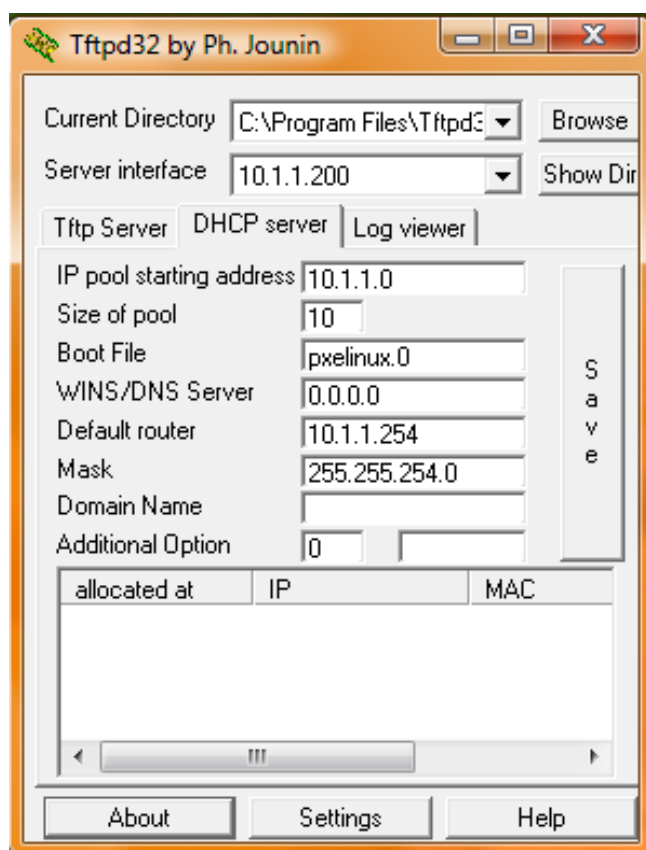 Tftpd32 by Ph. Jounin
Current Directory C:\Program Files\Tftpd3 Browse
Server interface 10.1.1.200 Show Dir
Tftp Server DHCP server Log viewer
IP pool starting address 10.1.1.0
Size of pool 10
Boot File pxelinux.0
WINS/DNS Server 0.0.0.0
Default router 10.1.1.254
Mask 255.255.254.0
Domain Name
Additional Option 0
Save
allocated at IP MAC
About Settings Help